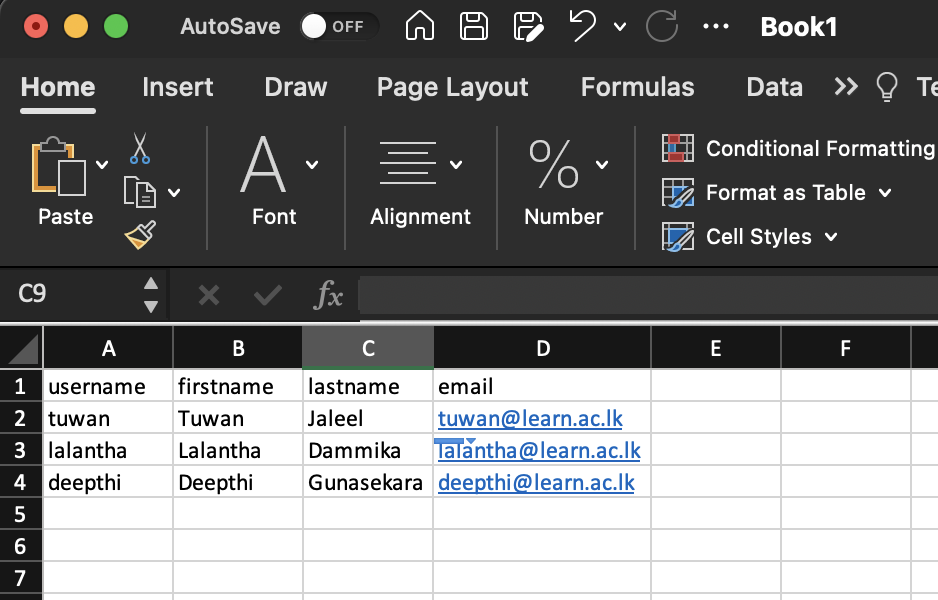 AutoSave OFF Book1
Home Insert Draw Page Layout Formulas Data Te
Paste Font Alignment Number
Conditional Formatting
Format as Table
Cell Styles
C9 fx
A B C D E F
1 username firstname lastname email
2 tuwan Tuwan Jaleel tuwan@learn.ac.lk
3 lalantha Lalantha Dammika lalantha@learn.ac.lk
4 deepthi Deepthi Gunasekara deepthi@learn.ac.lk
5
6
7